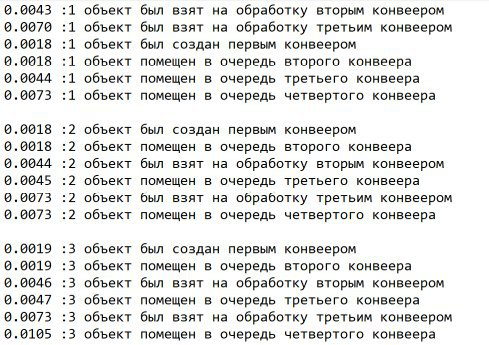 0.0043 :1 объект был взят на обработку вторым конвеером
0.0070 :1 объект был взят на обработку третьим конвеером
0.0018 :1 объект был создан первым конвеером
0.0018 :1 объект помещен в очередь второго конвеера
0.0044 :1 объект помещен в очередь третьего конвеера
0.0073 :1 объект помещен в очередь четвертого конвеера
0.0018 :2 объект был создан первым конвеером
0.0018 :2 объект помещен в очередь второго конвеера
0.0044 :2 объект был взят на обработку вторым конвеером
0.0045 :2 объект помещен в очередь третьего конвеера
0.0073 :2 объект был взят на обработку третьим конвеером
0.0073 :2 объект помещен в очередь четвертого конвеера
0.0019 :3 объект был создан первым конвеером
0.0019 :3 объект помещен в очередь второго конвеера
0.0046 :3 объект был взят на обработку вторым конвеером
0.0047 :3 объект помещен в очередь третьего конвеера
0.0073 :3 объект был взят на обработку третьим конвеером
0.0105 :3 объект помещен в очередь четвертого конвеера